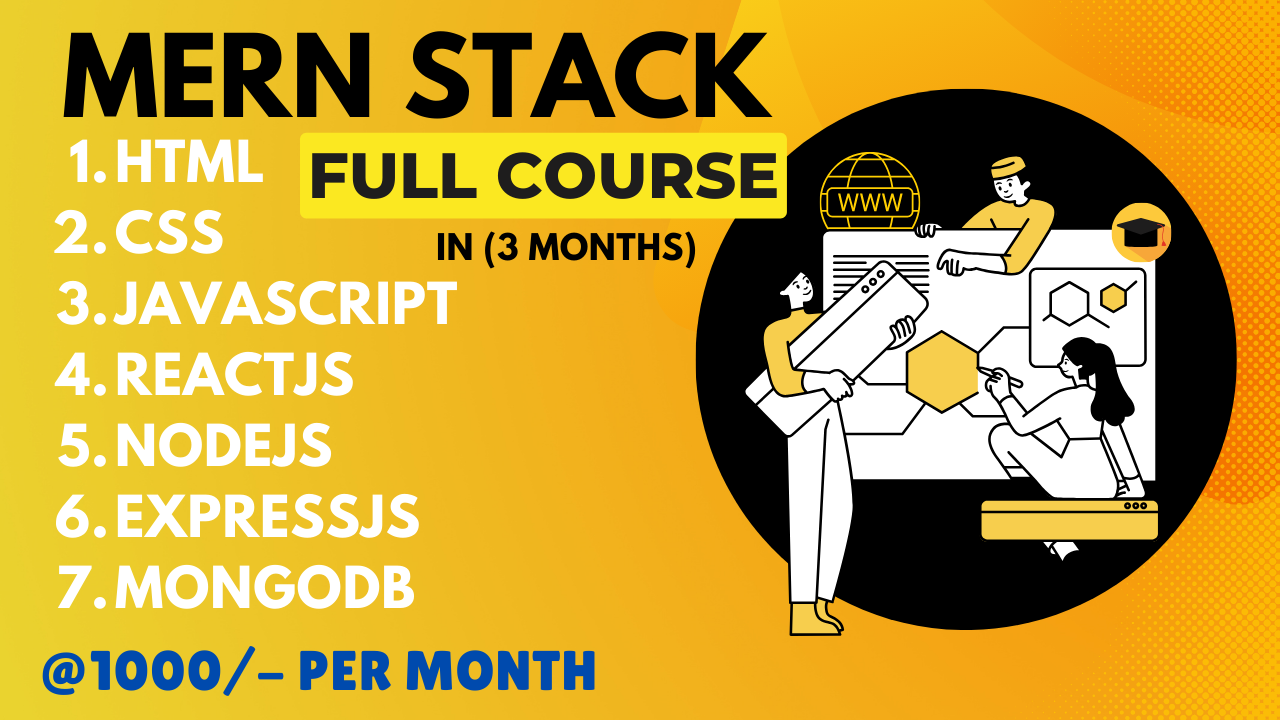 MERN STACK
FULL COURSE
IN (3 MONTHS)
1. HTML
2. CSS
3. JAVASCRIPT
4. REACTJS
5. NODEJS
6. EXPRESSJS
7. MONGODB
@1000/- PER MONTH
WWW